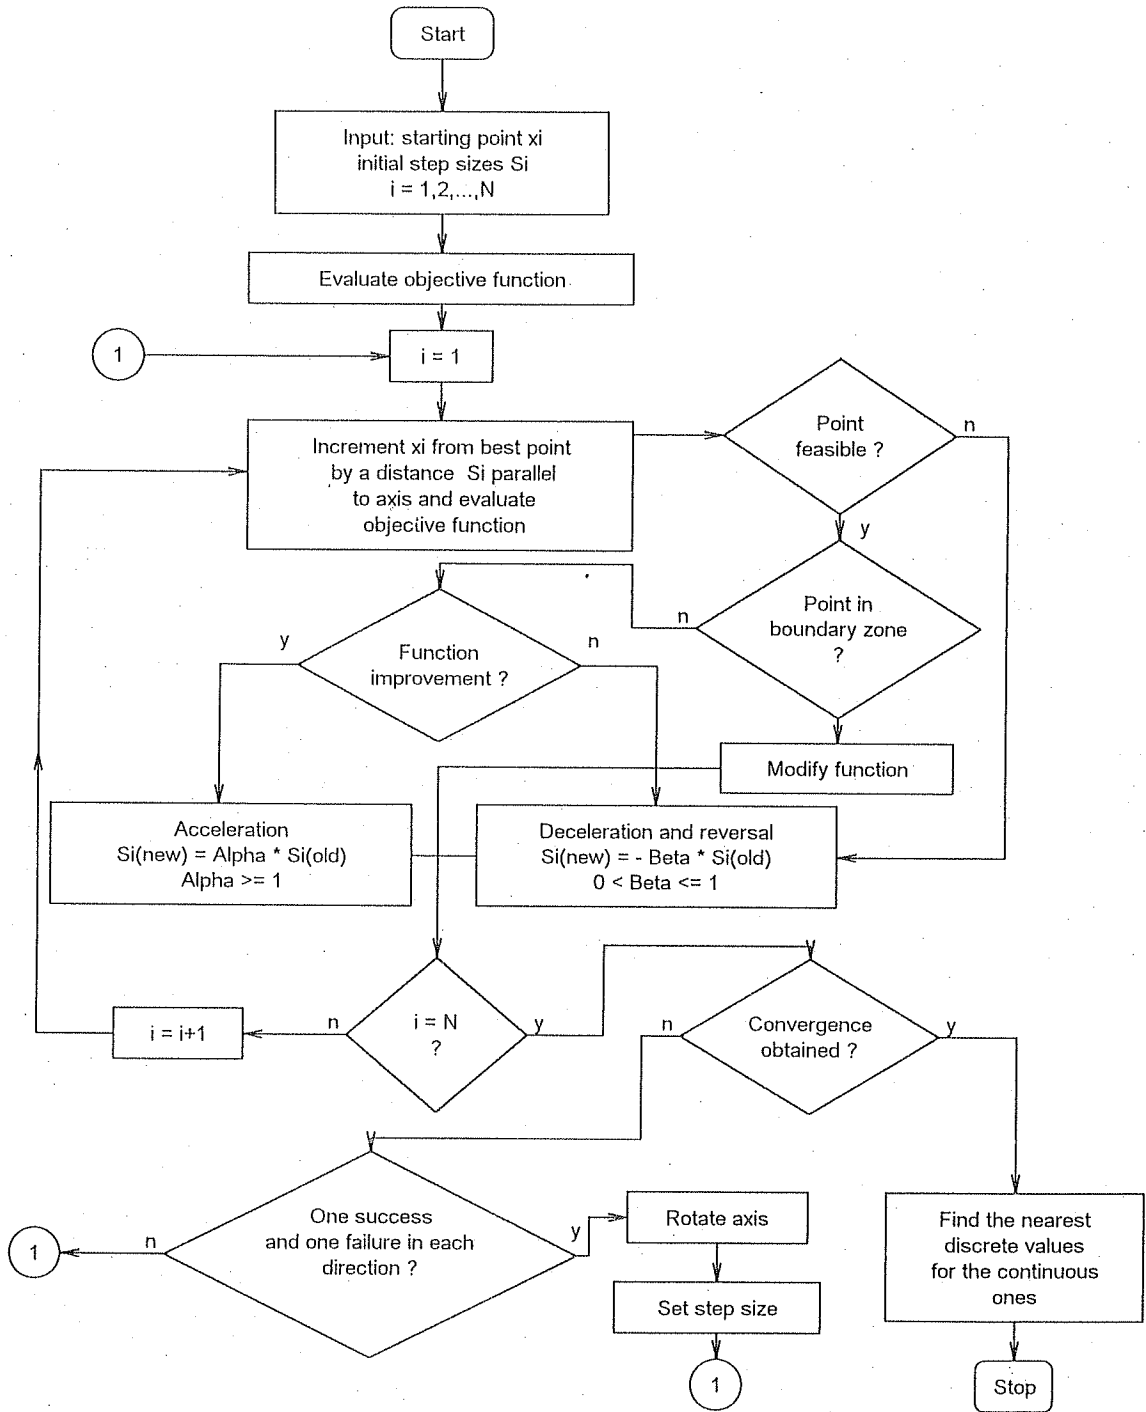 Start
Input: starting point xi
initial step sizes Si
i = 1,2,...,N
Evaluate objective function
1
i = 1
Increment xi from best point
by a distance Si parallel
to axis and evaluate
objective function
Point
feasible ?
n
y
Point in
boundary zone
?
n
Function
improvement ?
y
n
Modify function
Acceleration
Si(new) = Alpha * Si(old)
Alpha >= 1
Deceleration and reversal
Si(new) = - Beta * Si(old)
0 < Beta <= 1
i = i+1
n
i = N
?
y
n
Convergence
obtained ?
y
1
n
One success
and one failure in each
direction ?
y
Rotate axis
Set step size
1
Find the nearest
discrete values
for the continuous
ones
Stop